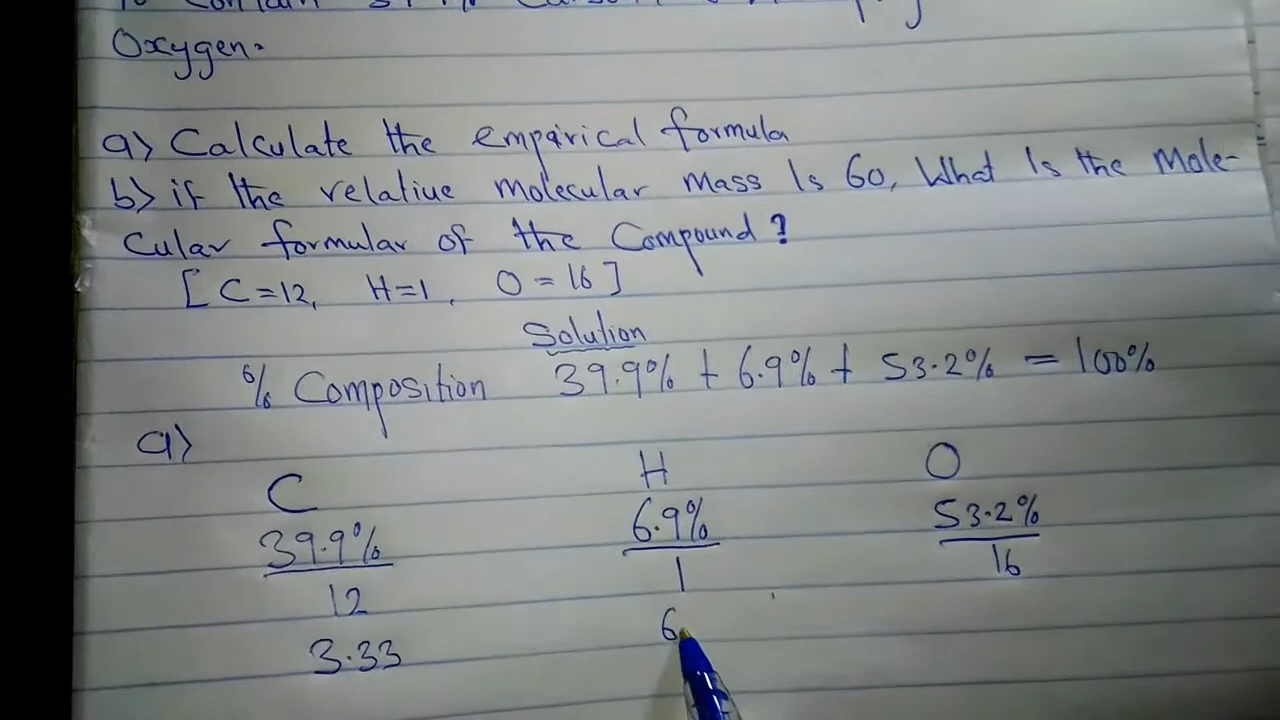 Oxygen.
a) Calculate the empirical formula
b) if the relative molecular mass is 60, What is the Mole-
cular formular of the Compound?
[C=12, H=1, O=16]
Solution
% Composition 39.9% + 6.9% + 53.2% = 100%
a)
C H O
39.9% 6.9% 53.2%
12 1 16
3.33 6